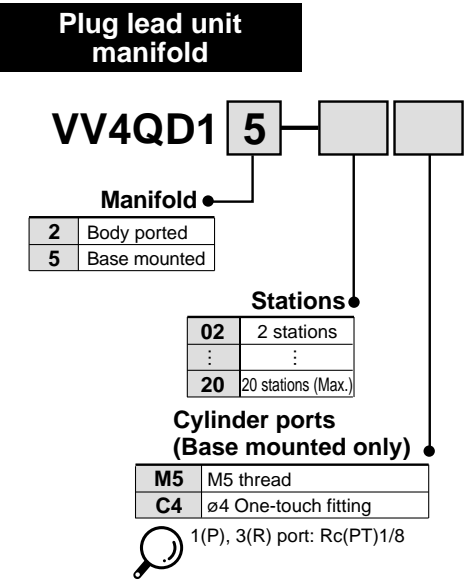 Plug lead unit
manifold
VV4QD1 5 —
Manifold
2 Body ported
5 Base mounted
Stations
02 2 stations
⋮ ⋮
20 20 stations (Max.)
Cylinder ports
(Base mounted only)
M5 M5 thread
C4 ø4 One-touch fitting
1(P), 3(R) port: Rc(PT)1/8